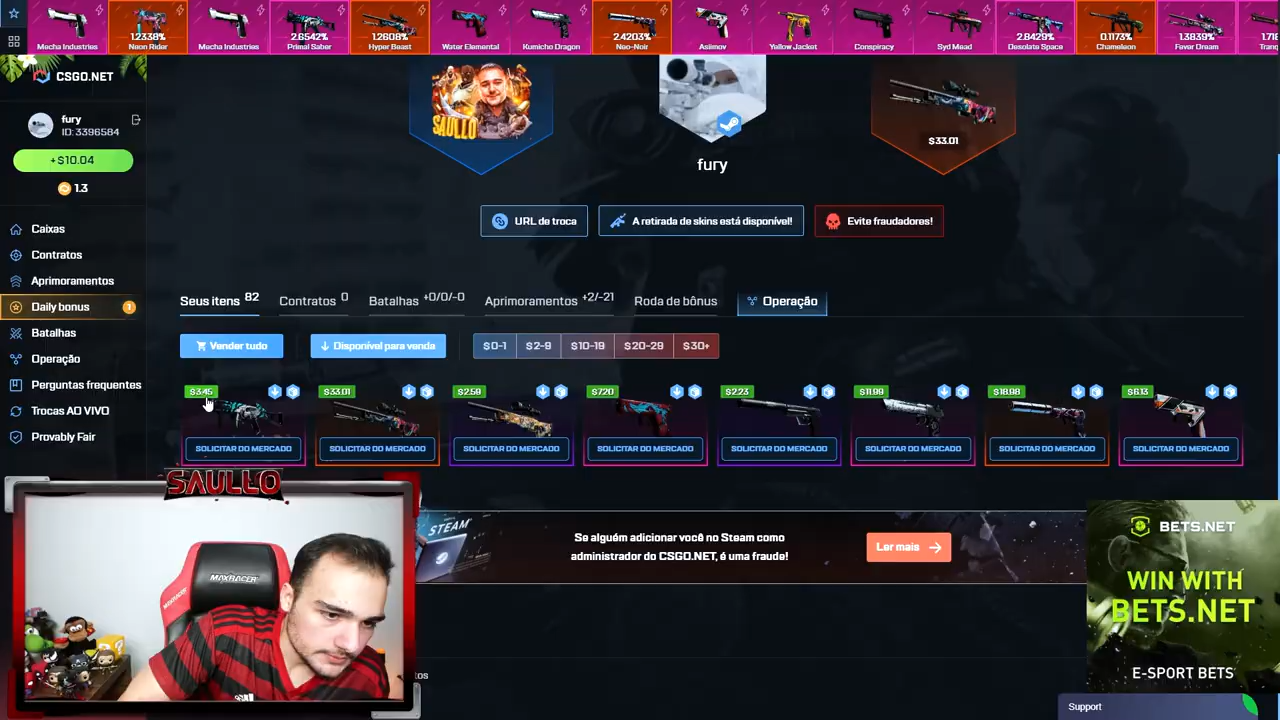 Mecha Industries
1.2338%
Neon Rider
Mecha Industries
2.6542%
Primal Saber
1.2608%
Hyper Beast
Water Elemental
Kumicho Dragon
2.4203%
Neo-Noir
Asiimov
Yellow Jacket
Conspiracy
Syd Mead
2.8429%
Desolate Space
0.1173%
Chameleon
1.3839%
Fever Dream
CSGO.NET
fury
ID: 3396584
+$10.04
1.3
Caixas
Contratos
Aprimoramentos
Daily bonus 1
Batalhas
Operação
Perguntas frequentes
Trocas AO VIVO
Provably Fair
SAULLO
$33.01
fury
URL de troca
A retirada de skins está disponível!
Evite fraudadores!
Seus itens 82
Contratos 0
Batalhas +0/0/-0
Aprimoramentos +2/-21
Roda de bônus
Operação
Vender tudo
Disponível para venda
$0-1 $2-9 $10-19 $20-29 $30+
$3.45 $33.01 $2.59 $7.20 $2.23 $11.99 $18.98 $6.13
SOLICITAR DO MERCADO SOLICITAR DO MERCADO SOLICITAR DO MERCADO SOLICITAR DO MERCADO SOLICITAR DO MERCADO SOLICITAR DO MERCADO SOLICITAR DO MERCADO SOLICITAR DO MERCADO
SAULLO
STEAM
Se alguém adicionar você no Steam como
administrador do CSGO.NET, é uma fraude!
Ler mais
MAXRACER
BETS.NET
WIN WITH
BETS.NET
E-SPORT BETS
Support